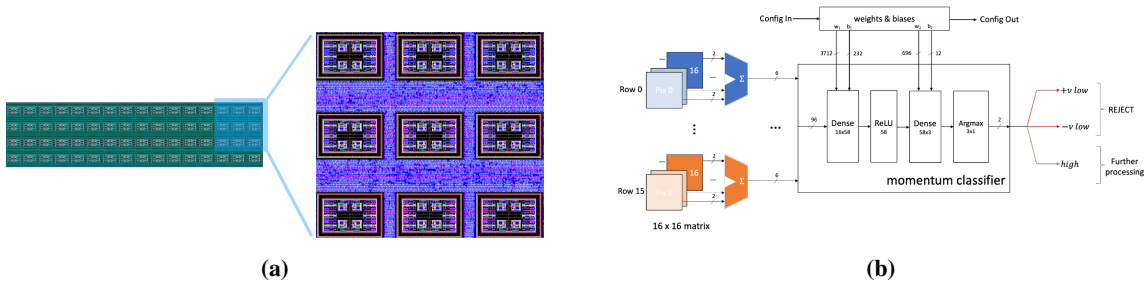 Config In
weights & biases
Config Out
w₁ b₁ w₂ b₂
3712 232 696 12
2
16
...
Pix 0
2
Σ
6
Row 0
...
...
96
Dense
16x58
ReLU
58
Dense
58x3
Argmax
3x1
2
momentum classifier
+v low
−v low
high
REJECT
Further
processing
2
16
...
Pix 0
2
Σ
6
Row 15
16 x 16 matrix
(a)
(b)